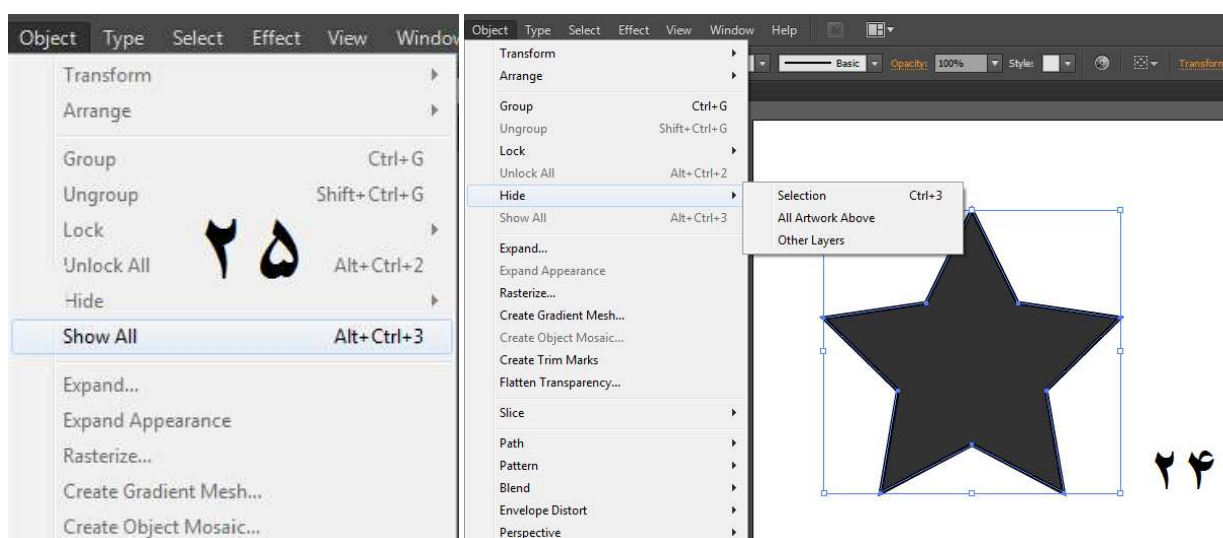 Object Type Select Effect View Window
Transform
Arrange
Group Ctrl+G
Ungroup Shift+Ctrl+G
Lock
Unlock All Alt+Ctrl+2
Hide
Show All Alt+Ctrl+3
Expand...
Expand Appearance
Rasterize...
Create Gradient Mesh...
Create Object Mosaic...
۲۵
Object Type Select Effect View Window Help
Basic Opacity: 100% Style: Transform
Transform
Arrange
Group Ctrl+G
Ungroup Shift+Ctrl+G
Lock
Unlock All Alt+Ctrl+2
Hide
Show All Alt+Ctrl+3
Expand...
Expand Appearance
Rasterize...
Create Gradient Mesh...
Create Object Mosaic...
Create Trim Marks
Flatten Transparency...
Slice
Path
Pattern
Blend
Envelope Distort
Perspective
Selection Ctrl+3
All Artwork Above
Other Layers
۲۴